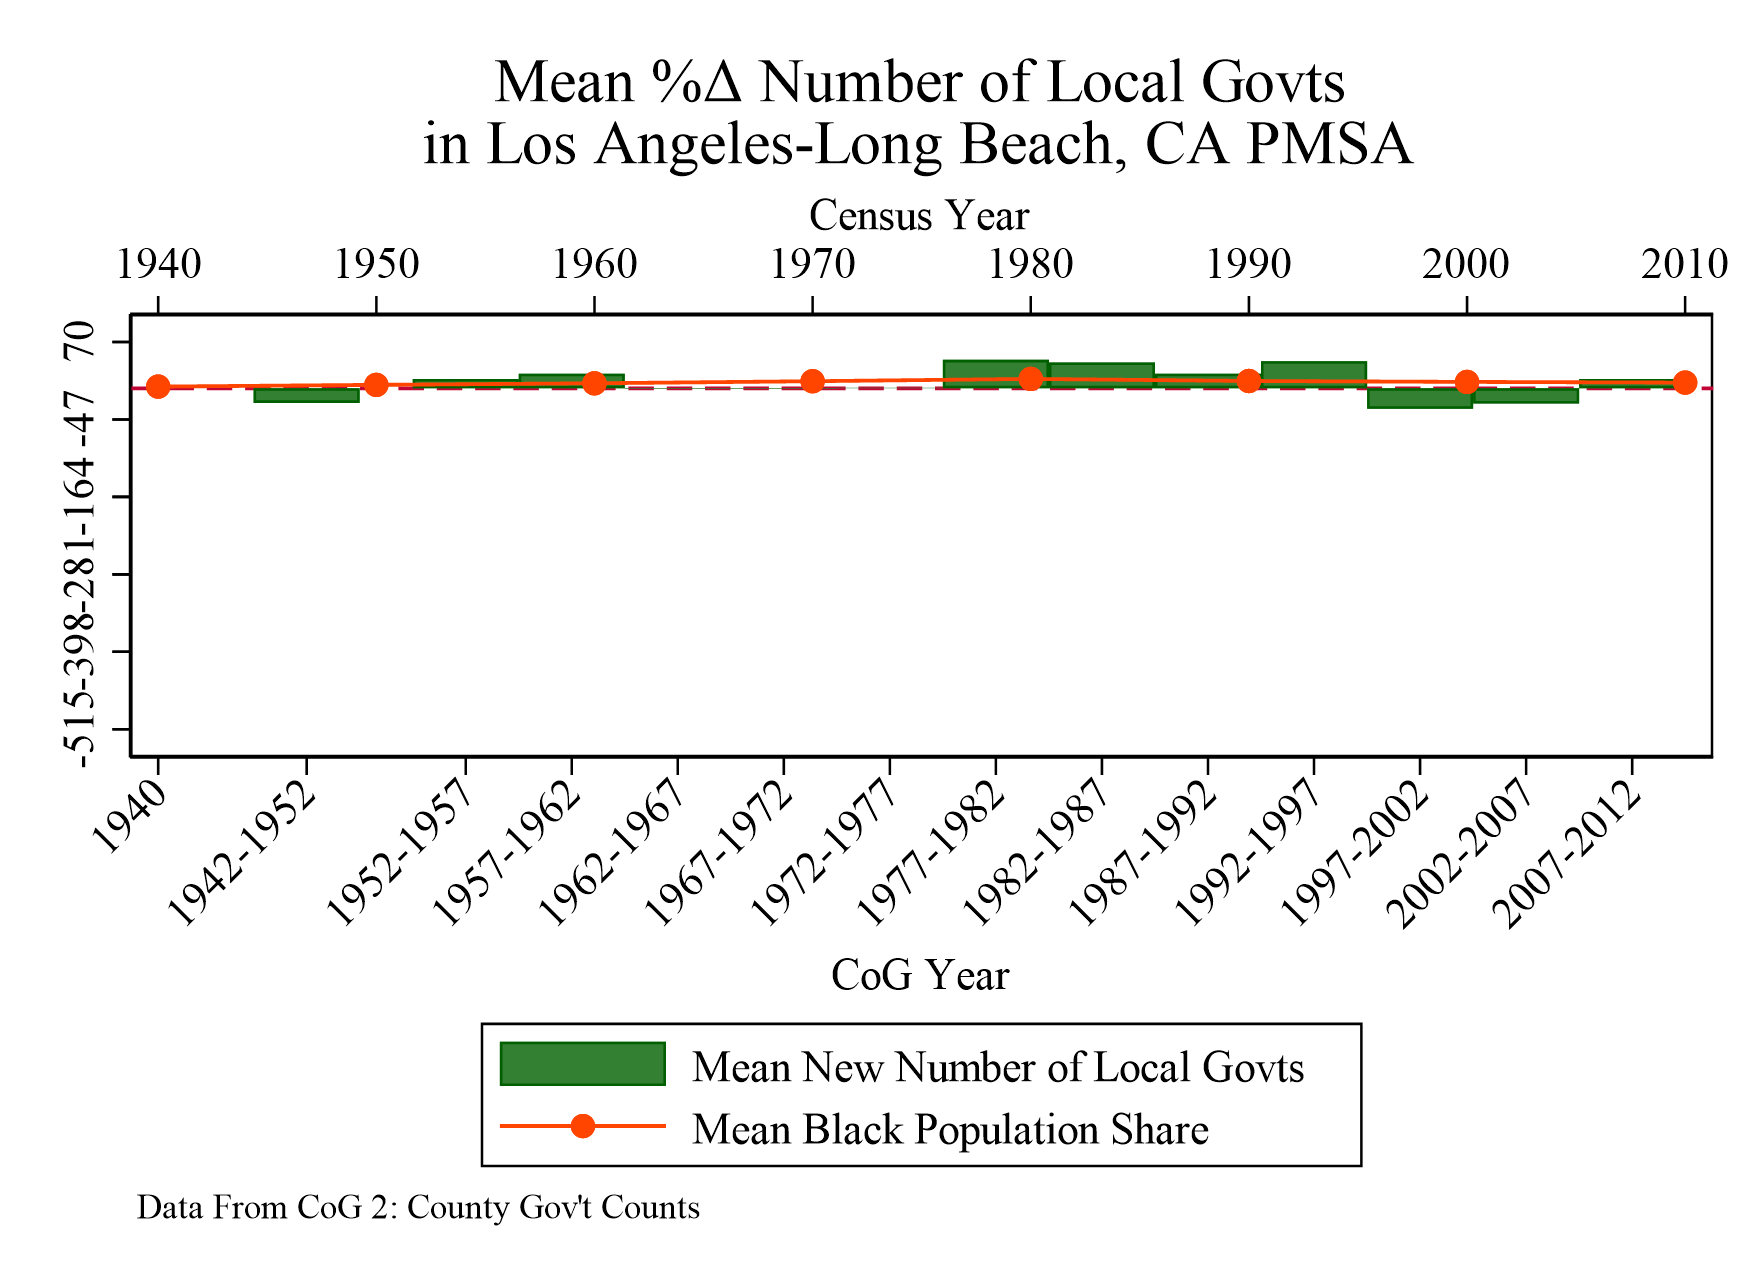 Mean %Δ Number of Local Govts
in Los Angeles-Long Beach, CA PMSA
Census Year
1940 1950 1960 1970 1980 1990 2000 2010
70
-47
-164
-281
-398
-515
1940
1942-1952
1952-1957
1957-1962
1962-1967
1967-1972
1972-1977
1977-1982
1982-1987
1987-1992
1992-1997
1997-2002
2002-2007
2007-2012
CoG Year
Mean New Number of Local Govts
Mean Black Population Share
Data From CoG 2: County Gov't Counts